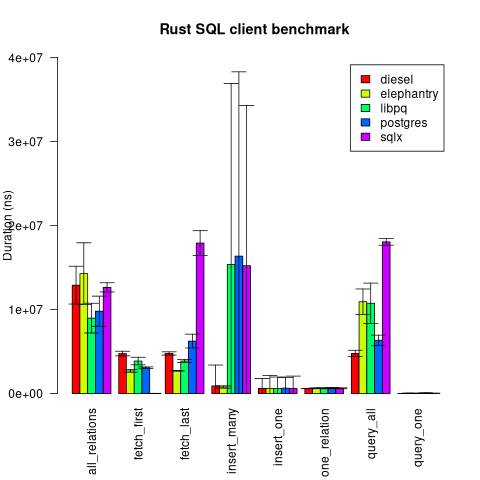 Rust SQL client benchmark
4e+07
3e+07
2e+07
1e+07
0e+00
Duration (ns)
diesel
elephantry
libpq
postgres
sqlx
all_relations
fetch_first
fetch_last
insert_many
insert_one
one_relation
query_all
query_one